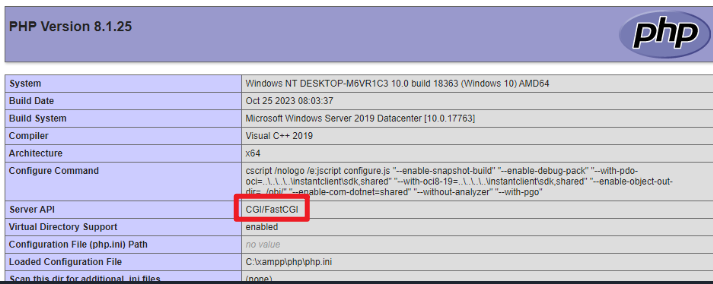 PHP Version 8.1.25
php
System Windows NT DESKTOP-M6VR1C3 10.0 build 18363 (Windows 10) AMD64
Build Date Oct 25 2023 08:03:37
Build System Microsoft Windows Server 2019 Datacenter [10.0.17763]
Compiler Visual C++ 2019
Architecture x64
Configure Command cscript /nologo /e:jscript configure.js "--enable-snapshot-build" "--enable-debug-pack" "--with-pdo-
oci=..\..\..\..\instantclient\sdk,shared" "--with-oci8-19=..\..\..\..\instantclient\sdk,shared" "--enable-object-out-
dir=../obj/" "--enable-com-dotnet=shared" "--without-analyzer" "--with-pgo"
Server API CGI/FastCGI
Virtual Directory Support enabled
Configuration File (php.ini) Path no value
Loaded Configuration File C:\xampp\php\php.ini
Scan this dir for additional .ini files (none)